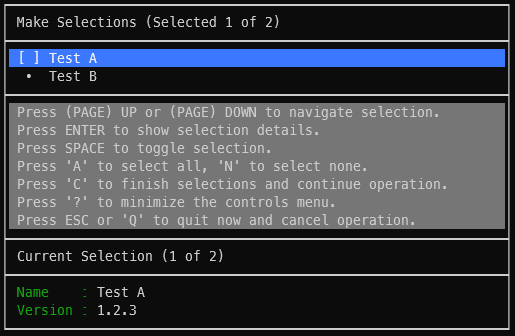 Make Selections (Selected 1 of 2)
[ ] Test A
• Test B
Press (PAGE) UP or (PAGE) DOWN to navigate selection.
Press ENTER to show selection details.
Press SPACE to toggle selection.
Press 'A' to select all, 'N' to select none.
Press 'C' to finish selections and continue operation.
Press '?' to minimize the controls menu.
Press ESC or 'Q' to quit now and cancel operation.
Current Selection (1 of 2)
Name    : Test A
Version : 1.2.3